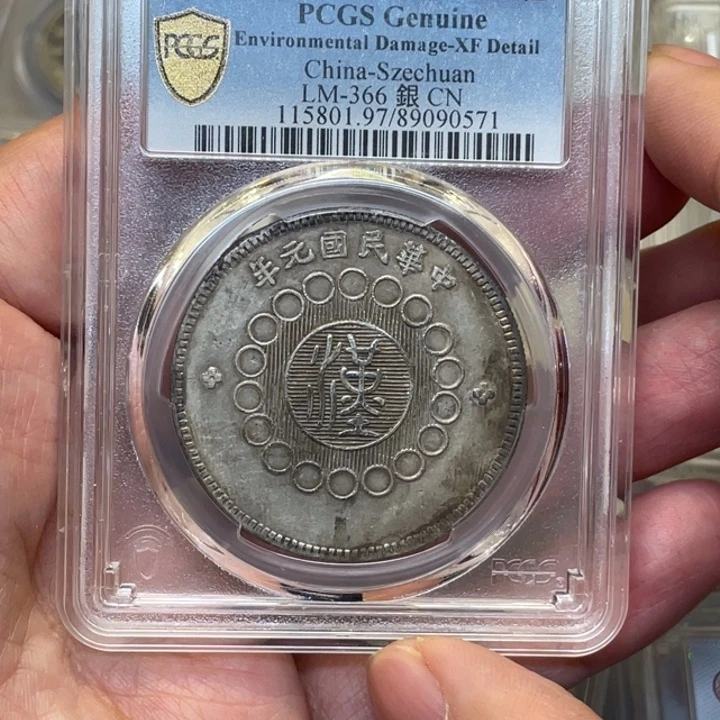 PCGS
PCGS Genuine
Environmental Damage-XF Detail
China-Szechuan
LM-366 銀 CN
115801.97/89090571
年元國民華中
漢
PCGS